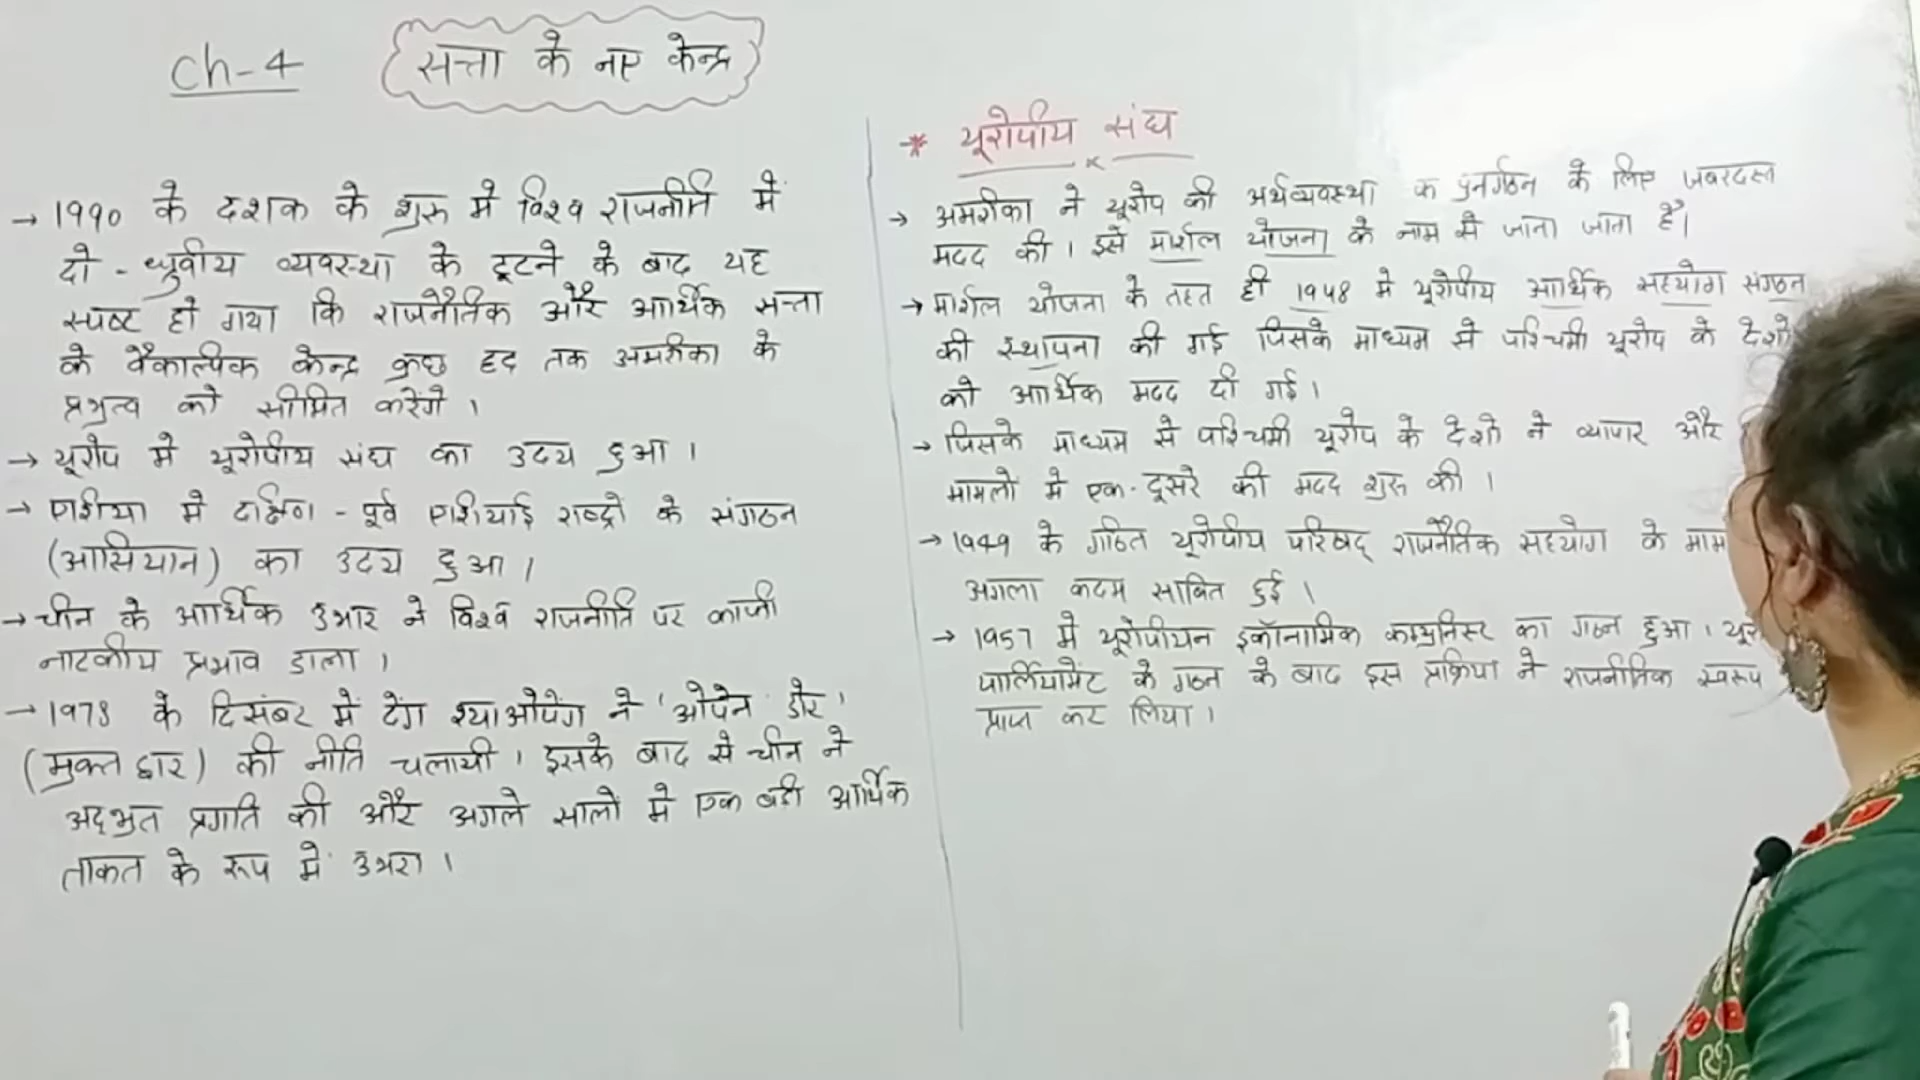 Ch-4
सत्ता के नए केन्द्र
→ 1990 के दशक के शुरू में विश्व राजनीति में
दो - ध्रुवीय व्यवस्था के टूटने के बाद यह
स्पष्ट हो गया कि राजनैतिक और आर्थिक सत्ता
के वैकल्पिक केन्द्र कुछ हद तक अमरीका के
प्रभुत्व को सीमित करेंगे ।
→ यूरोप मे यूरोपीय संघ का उदय हुआ ।
→ एशिया मे दक्षिण - पूर्व एशियाई राष्ट्रो के संगठन
(आसियान) का उदय हुआ ।
→ चीन के आर्थिक उभार ने विश्व राजनीति पर काफी
नाटकीय प्रभाव डाला ।
→ 1978 के दिसंबर में देंग श्याओपेंग ने 'ओपेन डोर'
(मुक्त द्वार) की नीति चलायी । इसके बाद से चीन ने
अद्भुत प्रगति की और अगले सालो मे एक बडी आर्थिक
ताकत के रूप मे उभरा ।
* यूरोपीय संघ
→ अमरीका ने यूरोप की अर्थव्यवस्था क पुनर्गठन के लिए जबरदस्त
मदद की । इसे मार्शल योजना के नाम से जाना जाता है।
→ मार्शल योजना के तहत ही 1948 मे यूरोपीय आर्थिक सहयोग संगठन
की स्थापना की गई जिसके माध्यम से पश्चिमी यूरोप के देशो
को आर्थिक मदद दी गई ।
→ जिसके माध्यम से पश्चिमी यूरोप के देशो ने व्यापार और
मामलो मे एक-दूसरे की मदद शुरू की ।
→ 1949 के गठित यूरोपीय परिषद् राजनैतिक सहयोग के माम
अगला कदम साबित हुई ।
→ 1957 मे यूरोपीयन इकॉनामिक कम्युनिस्ट का गठन हुआ । यूर
पार्लियामेंट के गठन के बाद इस प्रक्रिया ने राजनीतिक स्वरूप
प्राप्त कर लिया ।